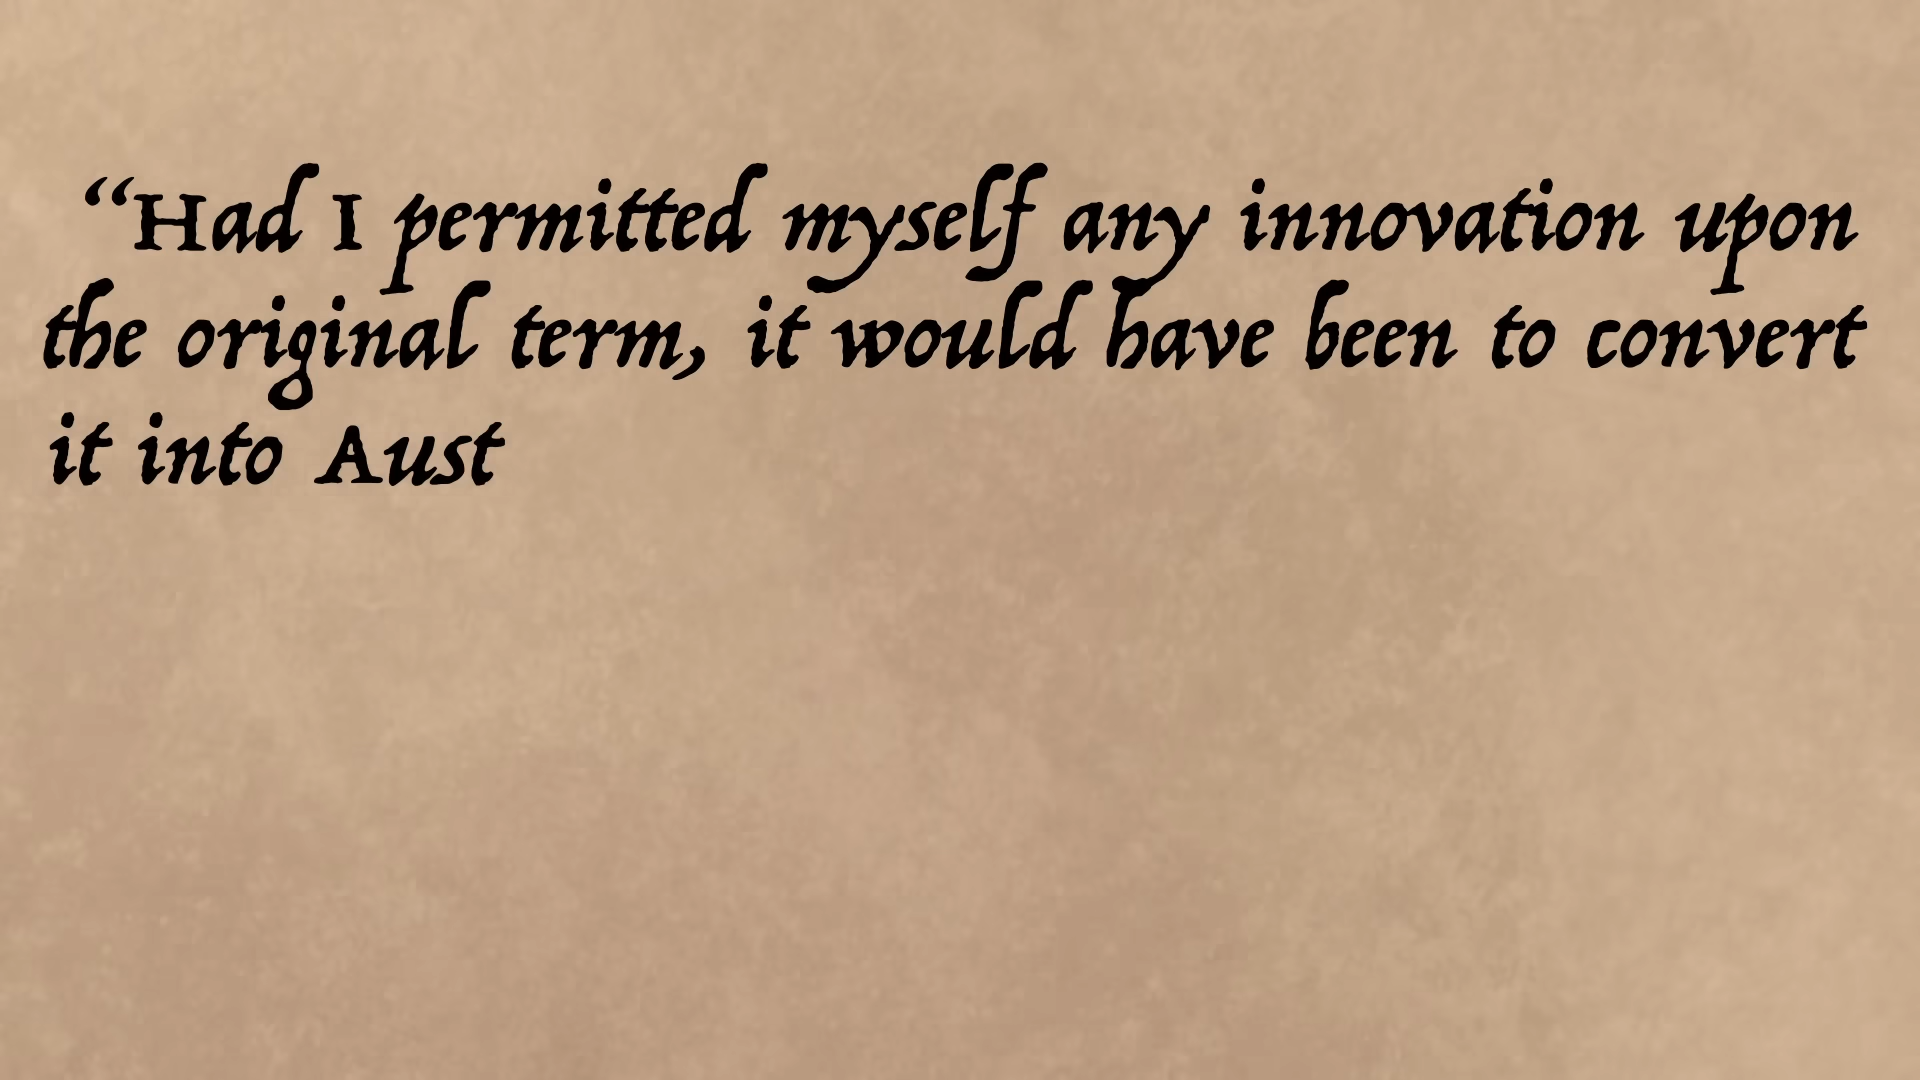 “Had I permitted myself any innovation upon
the original term, it would have been to convert
it into Aust